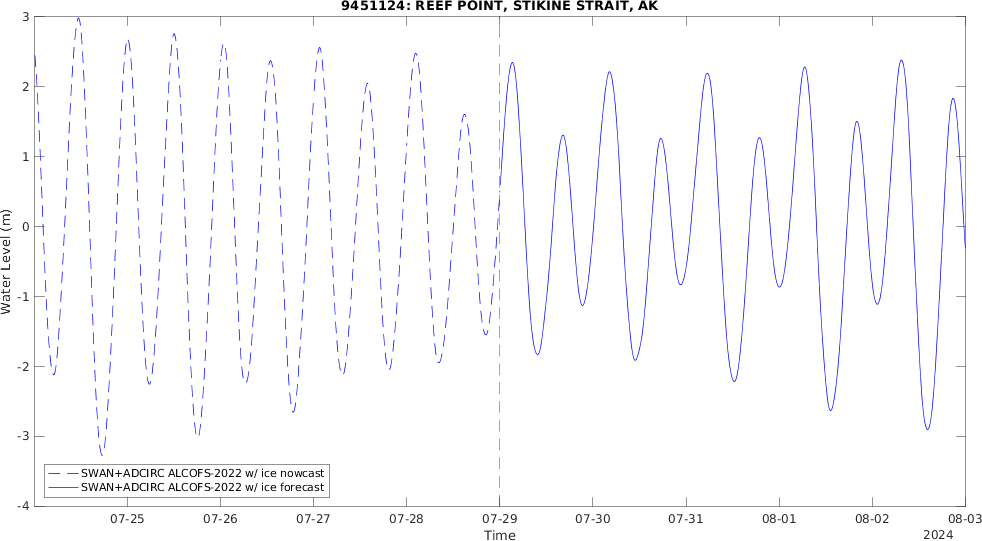 9451124: REEF POINT, STIKINE STRAIT, AK
3
2
1
0
-1
-2
-3
-4
Water Level (m)
SWAN+ADCIRC ALCOFS-2022 w/ ice nowcast
SWAN+ADCIRC ALCOFS-2022 w/ ice forecast
07-25 07-26 07-27 07-28 07-29 07-30 07-31 08-01 08-02 08-03
Time
2024